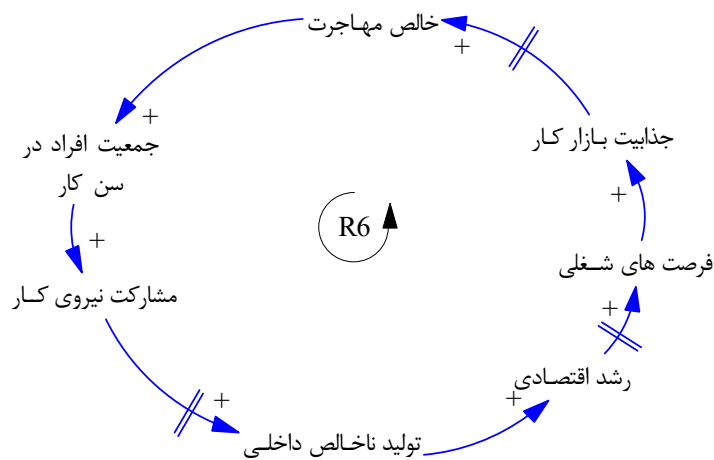 خالص مهاجرت
+
+
جذابیت بازار کار
جمعیت افراد در
سن کار
+
R6
+
فرصت های شغلی
مشارکت نیروی کار
+
رشد اقتصادی
+
+
تولید ناخالص داخلی